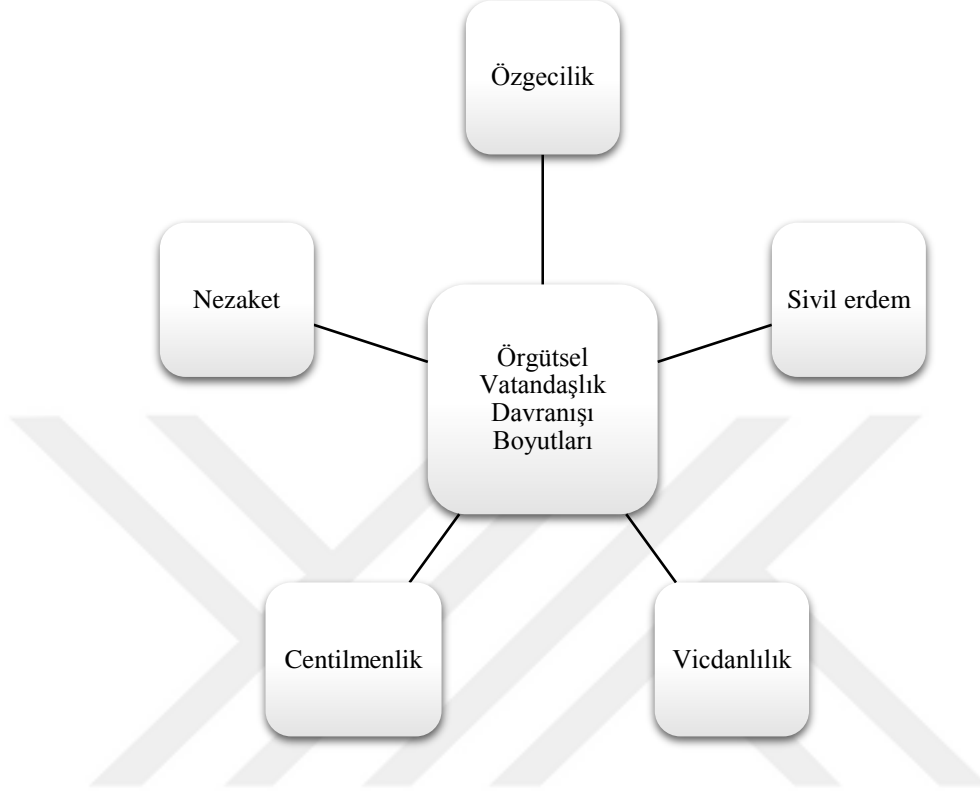 Özgecilik
Nezaket
Sivil erdem
Örgütsel
Vatandaşlık
Davranışı
Boyutları
Centilmenlik
Vicdanlılık